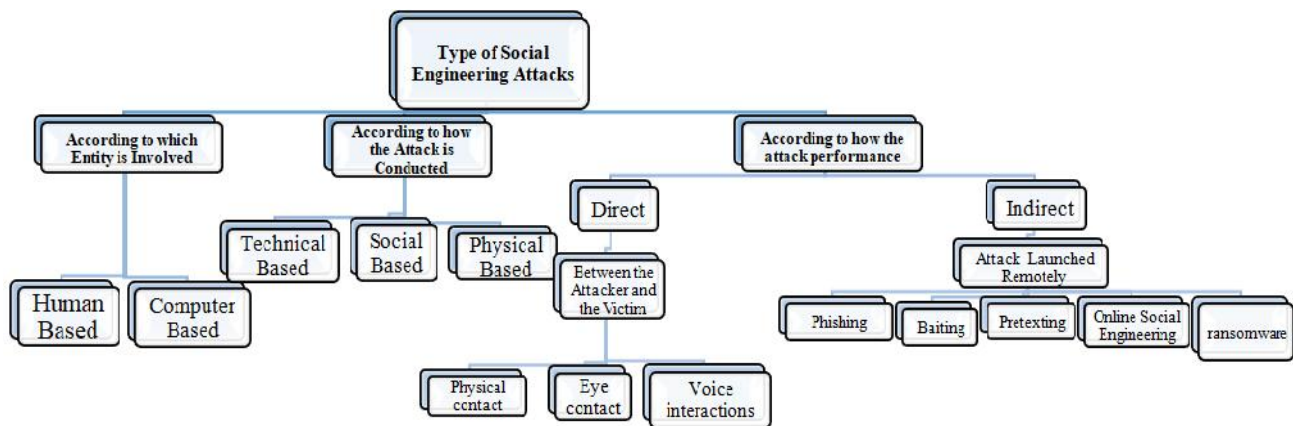 Type of Social
Engineering Attacks
According to which
Entity is Involved
According to how
the Attack is
Conducted
According to how the
attack performance
Direct
Indirect
Technical
Based
Social
Based
Physical
Based
Between the
Attacker and
the Victim
Attack Launched
Remotely
Human
Based
Computer
Based
Phishing
Baiting
Pretexting
Online Social
Engineering
ransomware
Physical
contact
Eye
contact
Voice
interactions